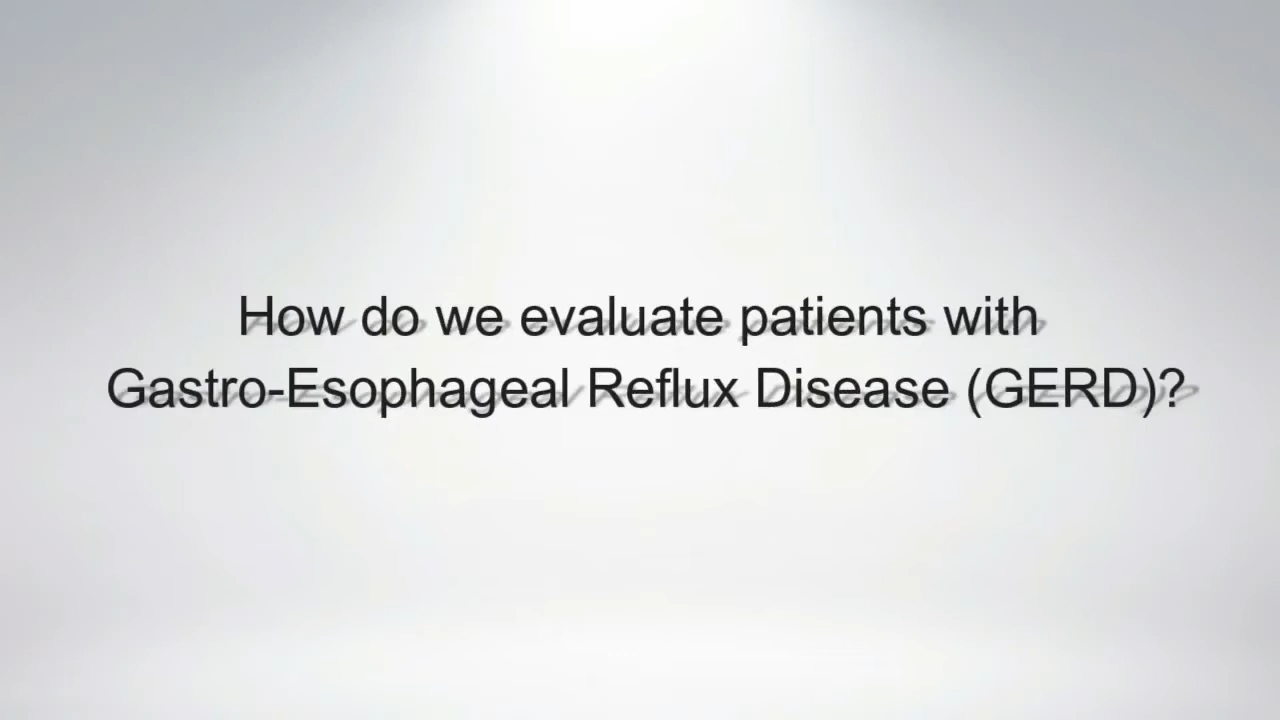 How do we evaluate patients with
Gastro-Esophageal Reflux Disease (GERD)?